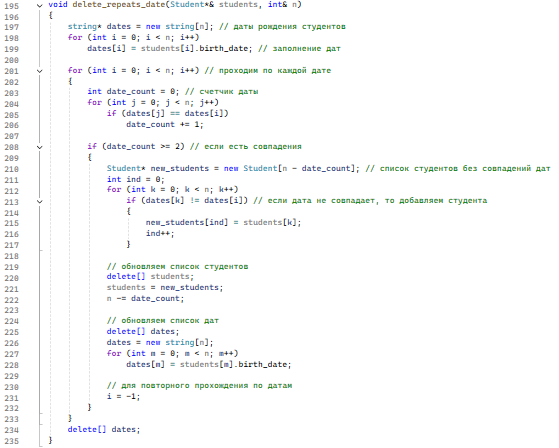 195 void delete_repeats_date(Student*& students, int& n)
196 {
197 string* dates = new string[n]; // даты рождения студентов
198 for (int i = 0; i < n; i++)
199 dates[i] = students[i].birth_date; // заполнение дат
200
201 for (int i = 0; i < n; i++) // проходим по каждой дате
202 {
203 int date_count = 0; // счетчик даты
204 for (int j = 0; j < n; j++)
205 if (dates[j] == dates[i])
206 date_count += 1;
207
208 if (date_count >= 2) // если есть совпадения
209 {
210 Student* new_students = new Student[n - date_count]; // список студентов без совпадений дат
211 int ind = 0;
212 for (int k = 0; k < n; k++)
213 if (dates[k] != dates[i]) // если дата не совпадает, то добавляем студента
214 {
215 new_students[ind] = students[k];
216 ind++;
217 }
218
219 // обновляем список студентов
220 delete[] students;
221 students = new_students;
222 n -= date_count;
223
224 // обновляем список дат
225 delete[] dates;
226 dates = new string[n];
227 for (int m = 0; m < n; m++)
228 dates[m] = students[m].birth_date;
229
230 // для повторного прохождения по датам
231 i = -1;
232 }
233 }
234 delete[] dates;
235 }